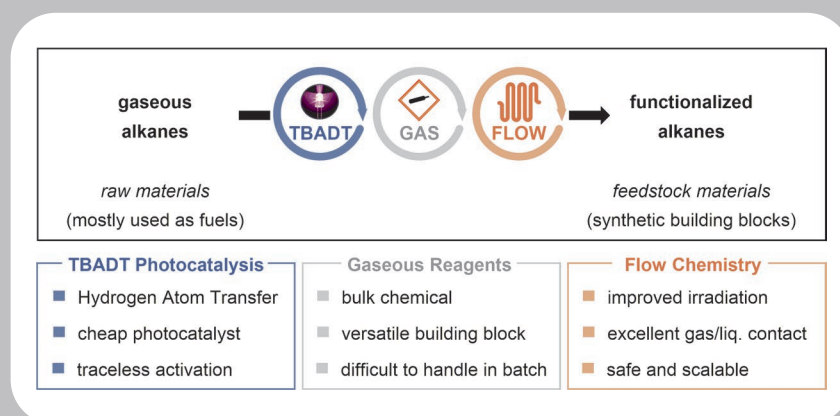 gaseous
alkanes
TBADT
GAS
FLOW
functionalized
alkanes
raw materials
(mostly used as fuels)
feedstock materials
(synthetic building blocks)
TBADT Photocatalysis
Hydrogen Atom Transfer
cheap photocatalyst
traceless activation
Gaseous Reagents
bulk chemical
versatile building block
difficult to handle in batch
Flow Chemistry
improved irradiation
excellent gas/liq. contact
safe and scalable